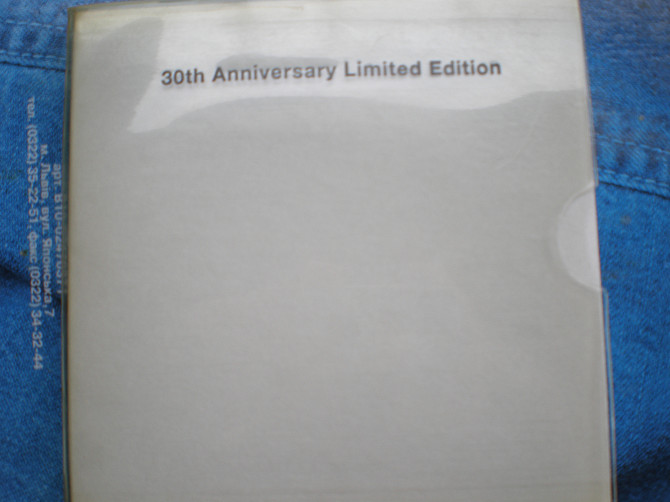 30th Anniversary Limited Edition
м. Львів, вул. Японська, 7
тел. (0322) 35-22-51, факс (0322) 34-32-44